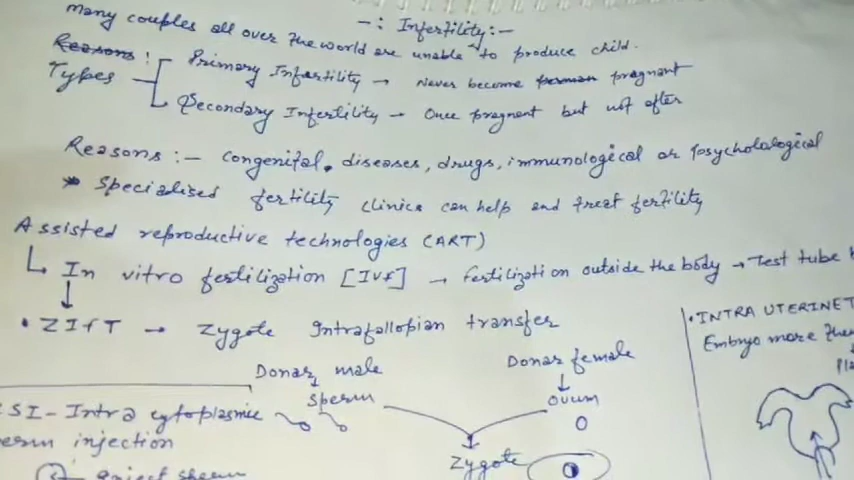 -: Infertility:-
many couples all over the world are unable to produce child.
Reasons :
Types
Primary Infertility → Never become pregnant
Secondary Infertility → Once pregnant but not after
Reasons :- Congenital, diseases, drugs, immunological or Psycholalogical
* Specialised fertility clinics can help and treat fertility
Assisted reproductive technologies (ART)
In vitro fertilization [IVf] → fertilization outside the body → Test tube b
• ZIfT → Zygote Intrafallopian transfer
• INTRA UTERINE T
Embryo more than
Pla
Donar male
Donar female
sperm
ovum
CSI - Intra cytoplasmic
sperm injection
Zygote